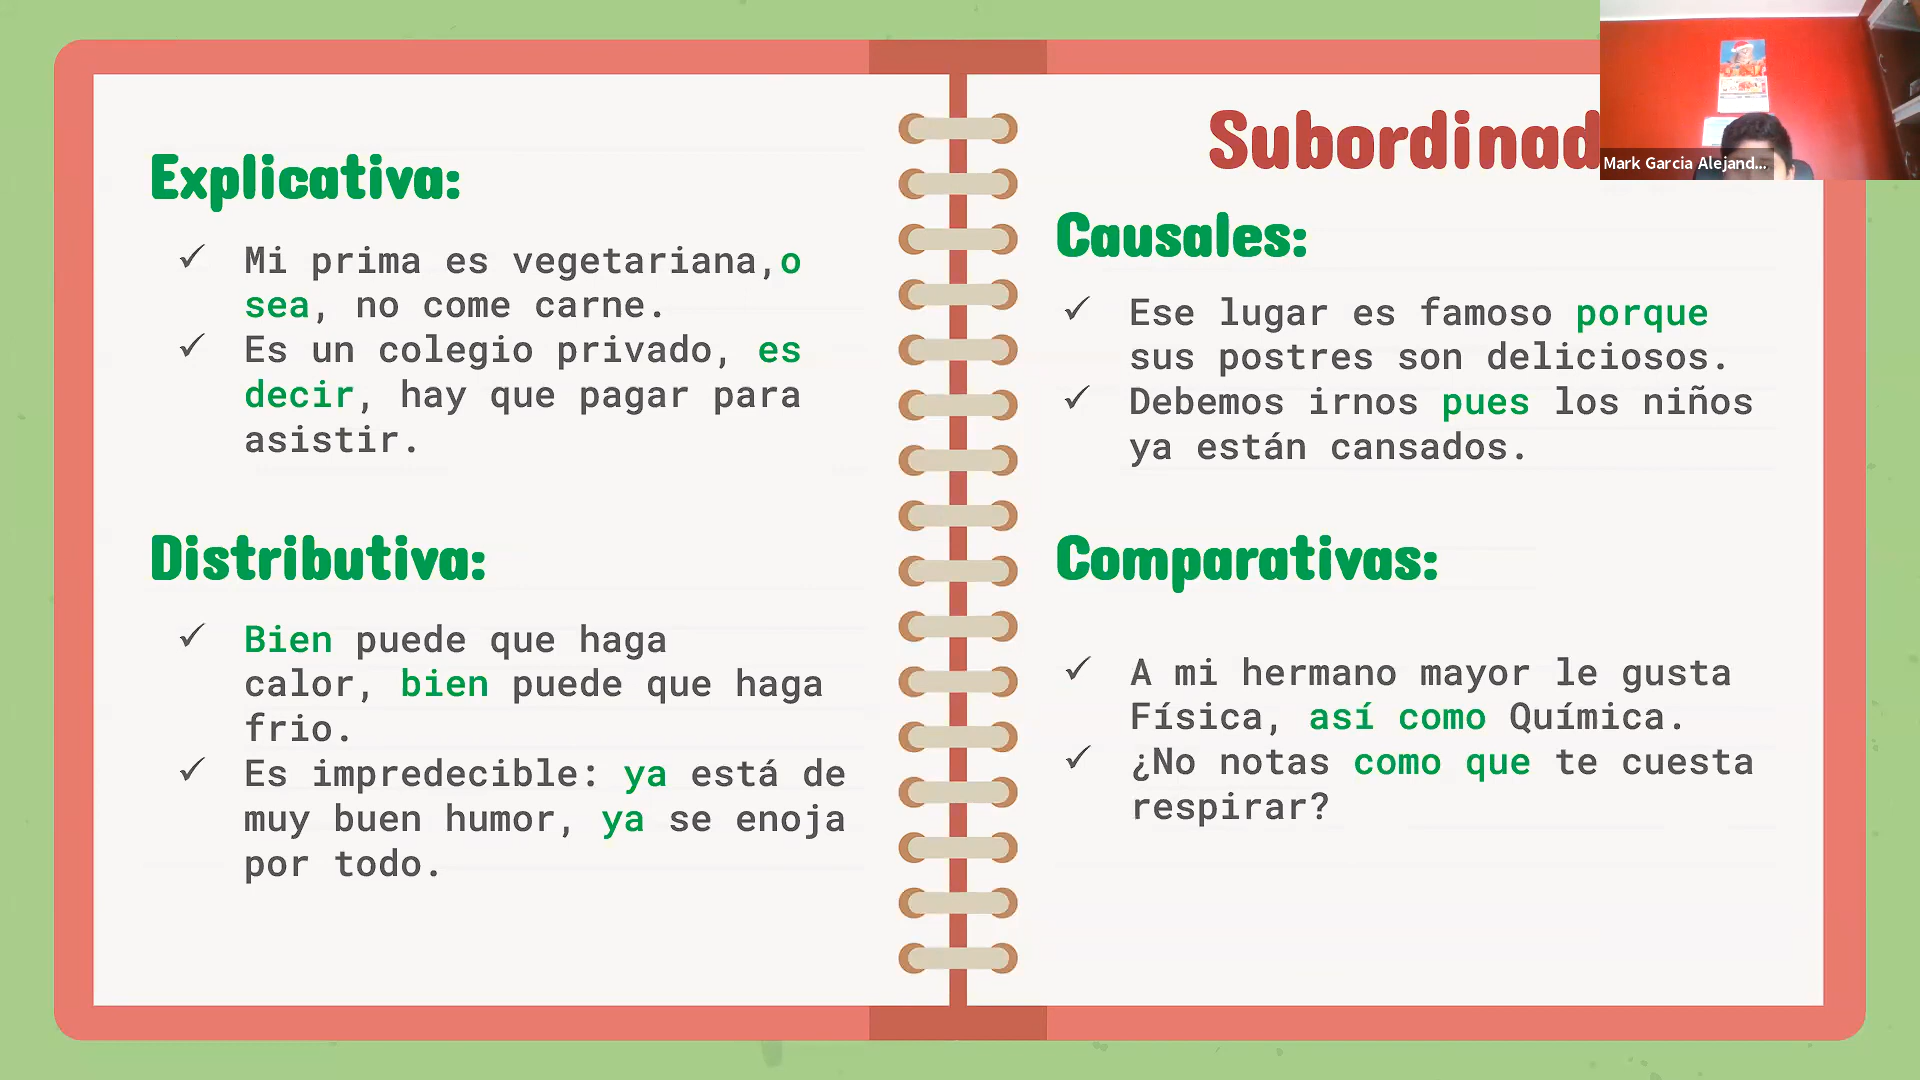 Explicativa:
✓ Mi prima es vegetariana,o
sea, no come carne.
✓ Es un colegio privado, es
decir, hay que pagar para
asistir.
Distributiva:
✓ Bien puede que haga
calor, bien puede que haga
frio.
✓ Es impredecible: ya está de
muy buen humor, ya se enoja
por todo.
Subordinad
Causales:
✓ Ese lugar es famoso porque
sus postres son deliciosos.
✓ Debemos irnos pues los niños
ya están cansados.
Comparativas:
✓ A mi hermano mayor le gusta
Física, así como Química.
✓ ¿No notas como que te cuesta
respirar?
Mark Garcia Alejand...